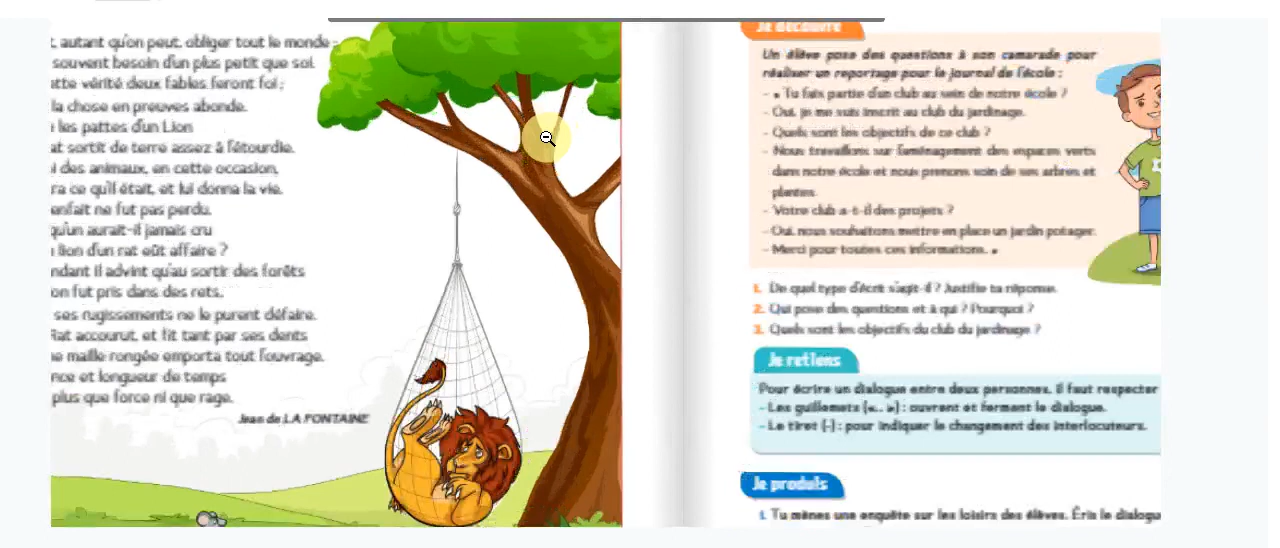 autant qu'on peut, obliger tout le monde :
souvent besoin d'un plus petit que soi.
tte vérité deux fables feront foi ;
la chose en preuves abonde.
les pattes d'un Lion
at sortit de terre assez à l'étourdie.
i des animaux, en cette occasion,
ra ce qu'il était, et lui donna la vie.
enfait ne fut pas perdu.
qu'un aurait-il jamais cru
lion d'un rat eût affaire ?
ndant il advint qu'au sortir des forêts
on fut pris dans des rets,
ses rugissements ne le purent défaire.
Rat accourut, et fit tant par ses dents
e maille rongée emporta tout l'ouvrage.
nce et longueur de temps
plus que force ni que rage.
Jean de LA FONTAINE
Je découvre
Un élève pose des questions à son camarade pour
réaliser un reportage pour le journal de l'école :
- « Tu fais partie d'un club au sein de notre école ?
- Oui, je me suis inscrit au club du jardinage.
- Quels sont les objectifs de ce club ?
- Nous travaillons sur l'aménagement des espaces verts
dans notre école et nous prenons soin de ses arbres et
plantes.
- Votre club a-t-il des projets ?
- Oui, nous souhaitons mettre en place un jardin potager.
- Merci pour toutes ces informations. »
1. De quel type d'écrit s'agit-il ? Justifie ta réponse.
2. Qui pose des questions et à qui ? Pourquoi ?
3. Quels sont les objectifs du club du jardinage ?
Je retiens
Pour écrire un dialogue entre deux personnes, il faut respecter
- Les guillemets («.. ») : ouvrent et ferment le dialogue.
- Le tiret (-) : pour indiquer le changement des interlocuteurs.
Je produis
1. Tu mènes une enquête sur les loisirs des élèves. Écris le dialogu